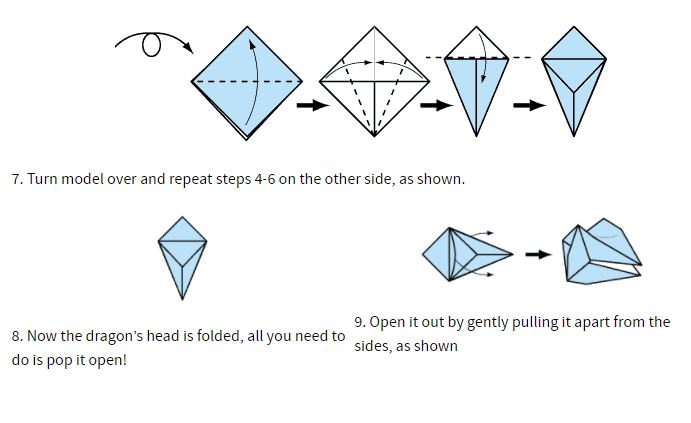 7. Turn model over and repeat steps 4-6 on the other side, as shown.
8. Now the dragon's head is folded, all you need to
do is pop it open!
9. Open it out by gently pulling it apart from the
sides, as shown